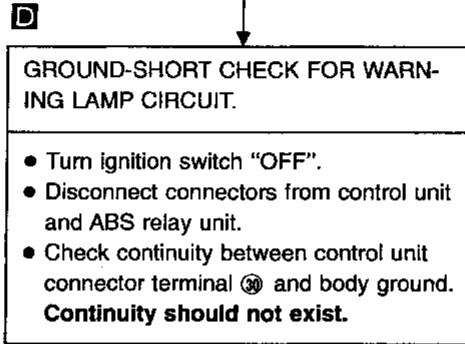 D
GROUND-SHORT CHECK FOR WARN-
ING LAMP CIRCUIT.
● Turn ignition switch “OFF”.
● Disconnect connectors from control unit
and ABS relay unit.
● Check continuity between control unit
connector terminal ㉚ and body ground.
Continuity should not exist.